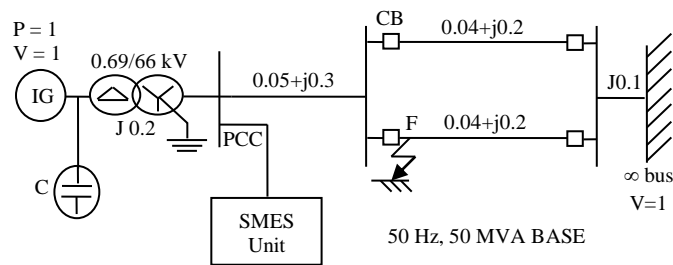 P = 1
V = 1
0.69/66 kV
IG
J 0.2
C
PCC
0.05+j0.3
SMES
Unit
CB
0.04+j0.2
F
0.04+j0.2
J0.1
∞ bus
V=1
50 Hz, 50 MVA BASE